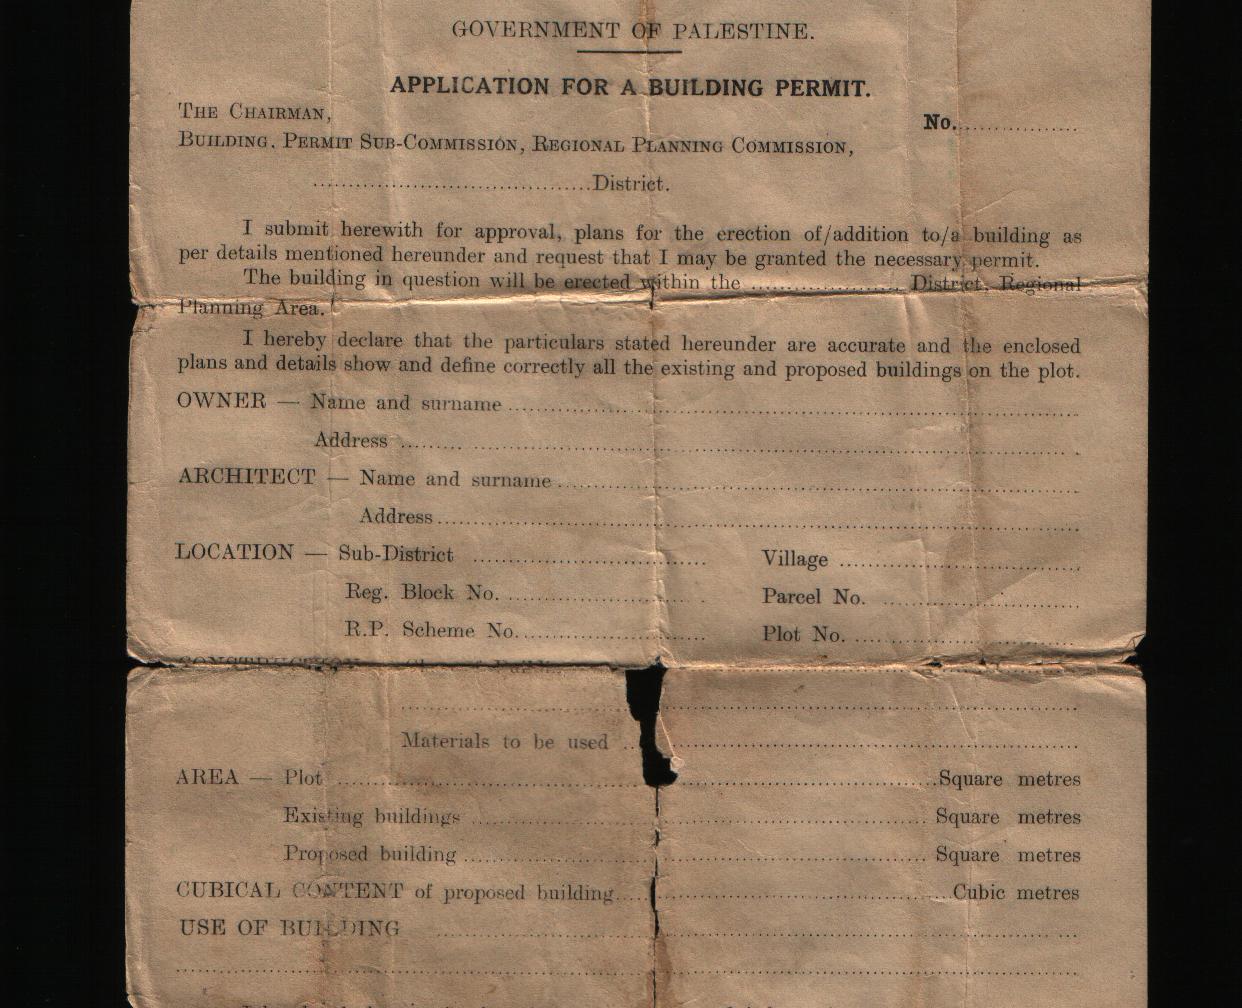 GOVERNMENT OF PALESTINE.
APPLICATION FOR A BUILDING PERMIT.
THE CHAIRMAN,
No. ....................
BUILDING. PERMIT SUB-COMMISSION, REGIONAL PLANNING COMMISSION,
....................................District.
I submit herewith for approval, plans for the erection of/addition to/a building as
per details mentioned hereunder and request that I may be granted the necessary permit.
The building in question will be erected within the .................... District, Regional
Planning Area.
I hereby declare that the particulars stated hereunder are accurate and the enclosed
plans and details show and define correctly all the existing and proposed buildings on the plot.
OWNER — Name and surname ....................
Address ....................
ARCHITECT — Name and surname ....................
Address ....................
LOCATION — Sub-District .................... Village ....................
Reg. Block No. .................... Parcel No. ....................
R.P. Scheme No. .................... Plot No. ....................
CONSTRUCTION
Materials to be used ....................
AREA — Plot .................... Square metres
Existing buildings .................... Square metres
Proposed building .................... Square metres
CUBICAL CONTENT of proposed building .................... Cubic metres
USE OF BUILDING ....................